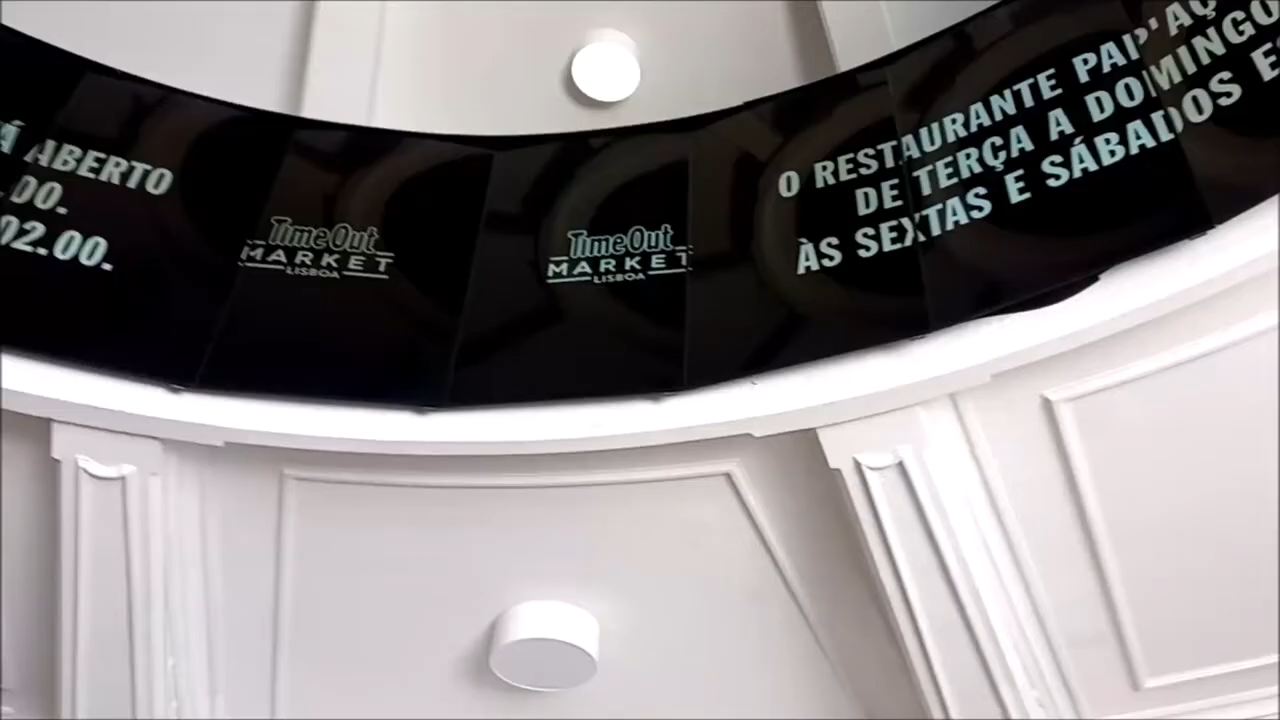 Á ABERTO
DO.
02.00.
Time Out
MARKET
LISBOA
Time Out
MARKET
LISBOA
O RESTAURANTE PAP'AÇ
DE TERÇA A DOMINGO
ÀS SEXTAS E SÁBADOS E